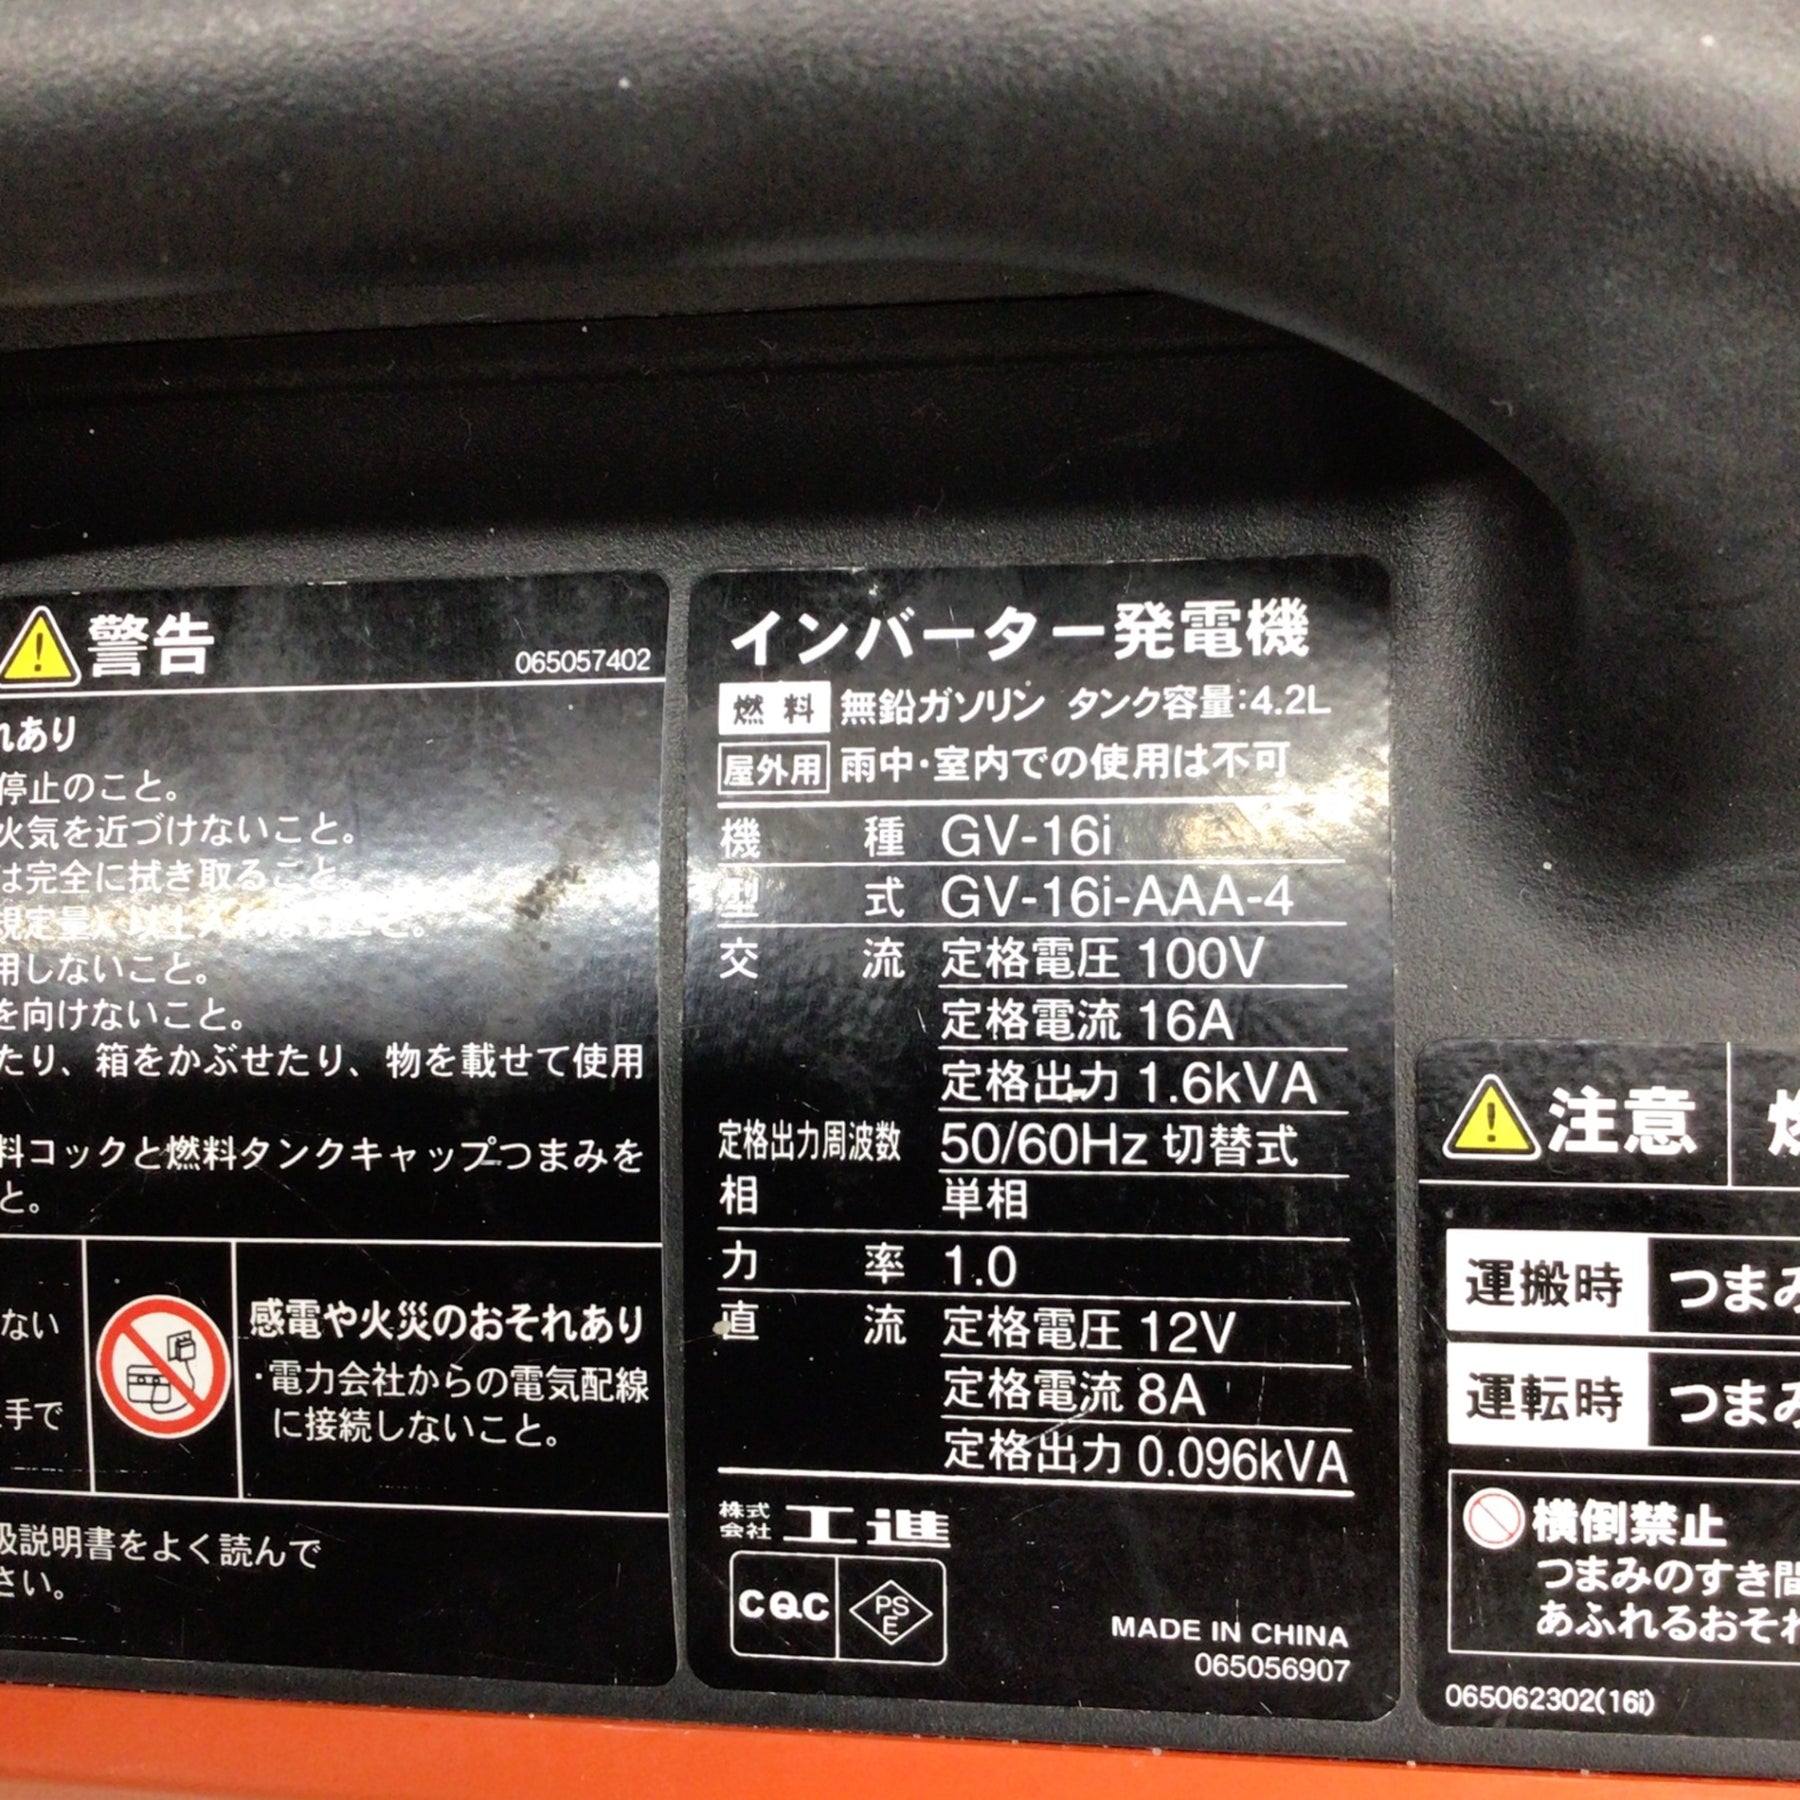 警告
065057402
れあり
停止のこと。
火気を近づけないこと。
は完全に拭き取ること。
規定量)以上入れないこと。
用しないこと。
を向けないこと。
たり、箱をかぶせたり、物を載せて使用
料コックと燃料タンクキャップつまみを
と。
ない
手で
感電や火災のおそれあり
・電力会社からの電気配線
に接続しないこと。
扱説明書をよく読んで
さい。
インバーター発電機
燃料 無鉛ガソリン タンク容量:4.2L
屋外用 雨中・室内での使用は不可
機種 GV-16i
型式 GV-16i-AAA-4
交流 定格電圧 100V
定格電流 16A
定格出力 1.6kVA
定格出力周波数 50/60Hz 切替式
相 単相
力率 1.0
直流 定格電圧 12V
定格電流 8A
定格出力 0.096kVA
株式会社 工進
CQC PSE
MADE IN CHINA
065056907
注意 燃
運搬時 つまみ
運転時 つまみ
横倒禁止
つまみのすき間
あふれるおそれ
065062302(16i)